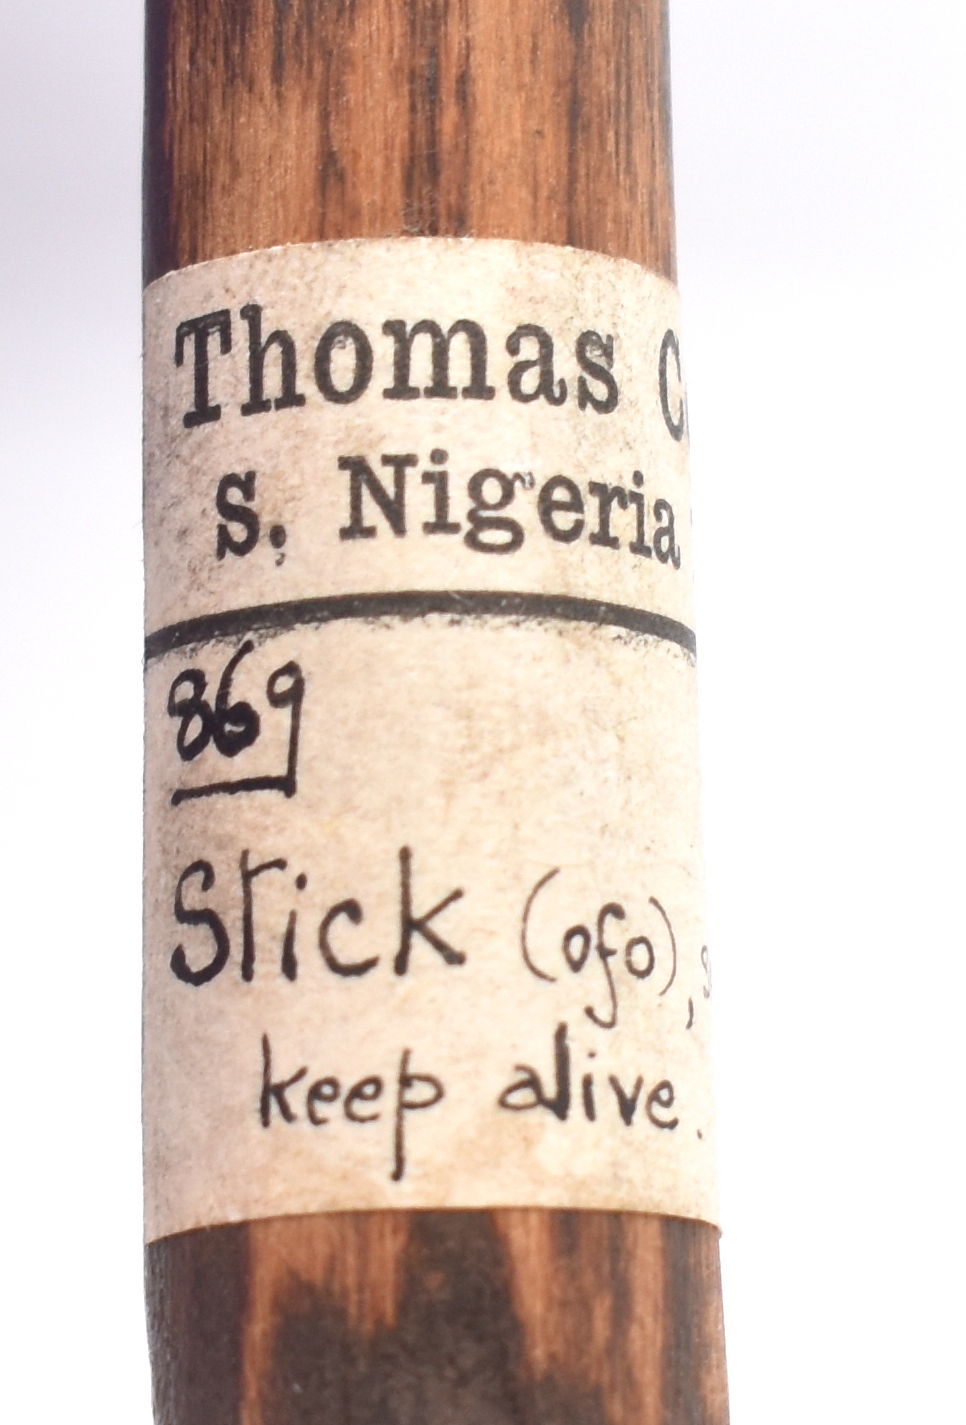 Thomas
s. Nigeria
869
Stick (ofo),
keep alive.